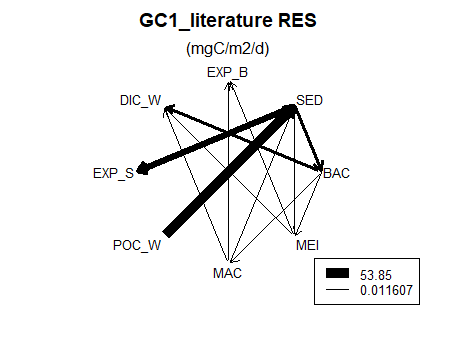 GC1_literature RES
(mgC/m2/d)
EXP_B
DIC_W
SED
EXP_S
BAC
POC_W
MEI
MAC
53.85
0.011607